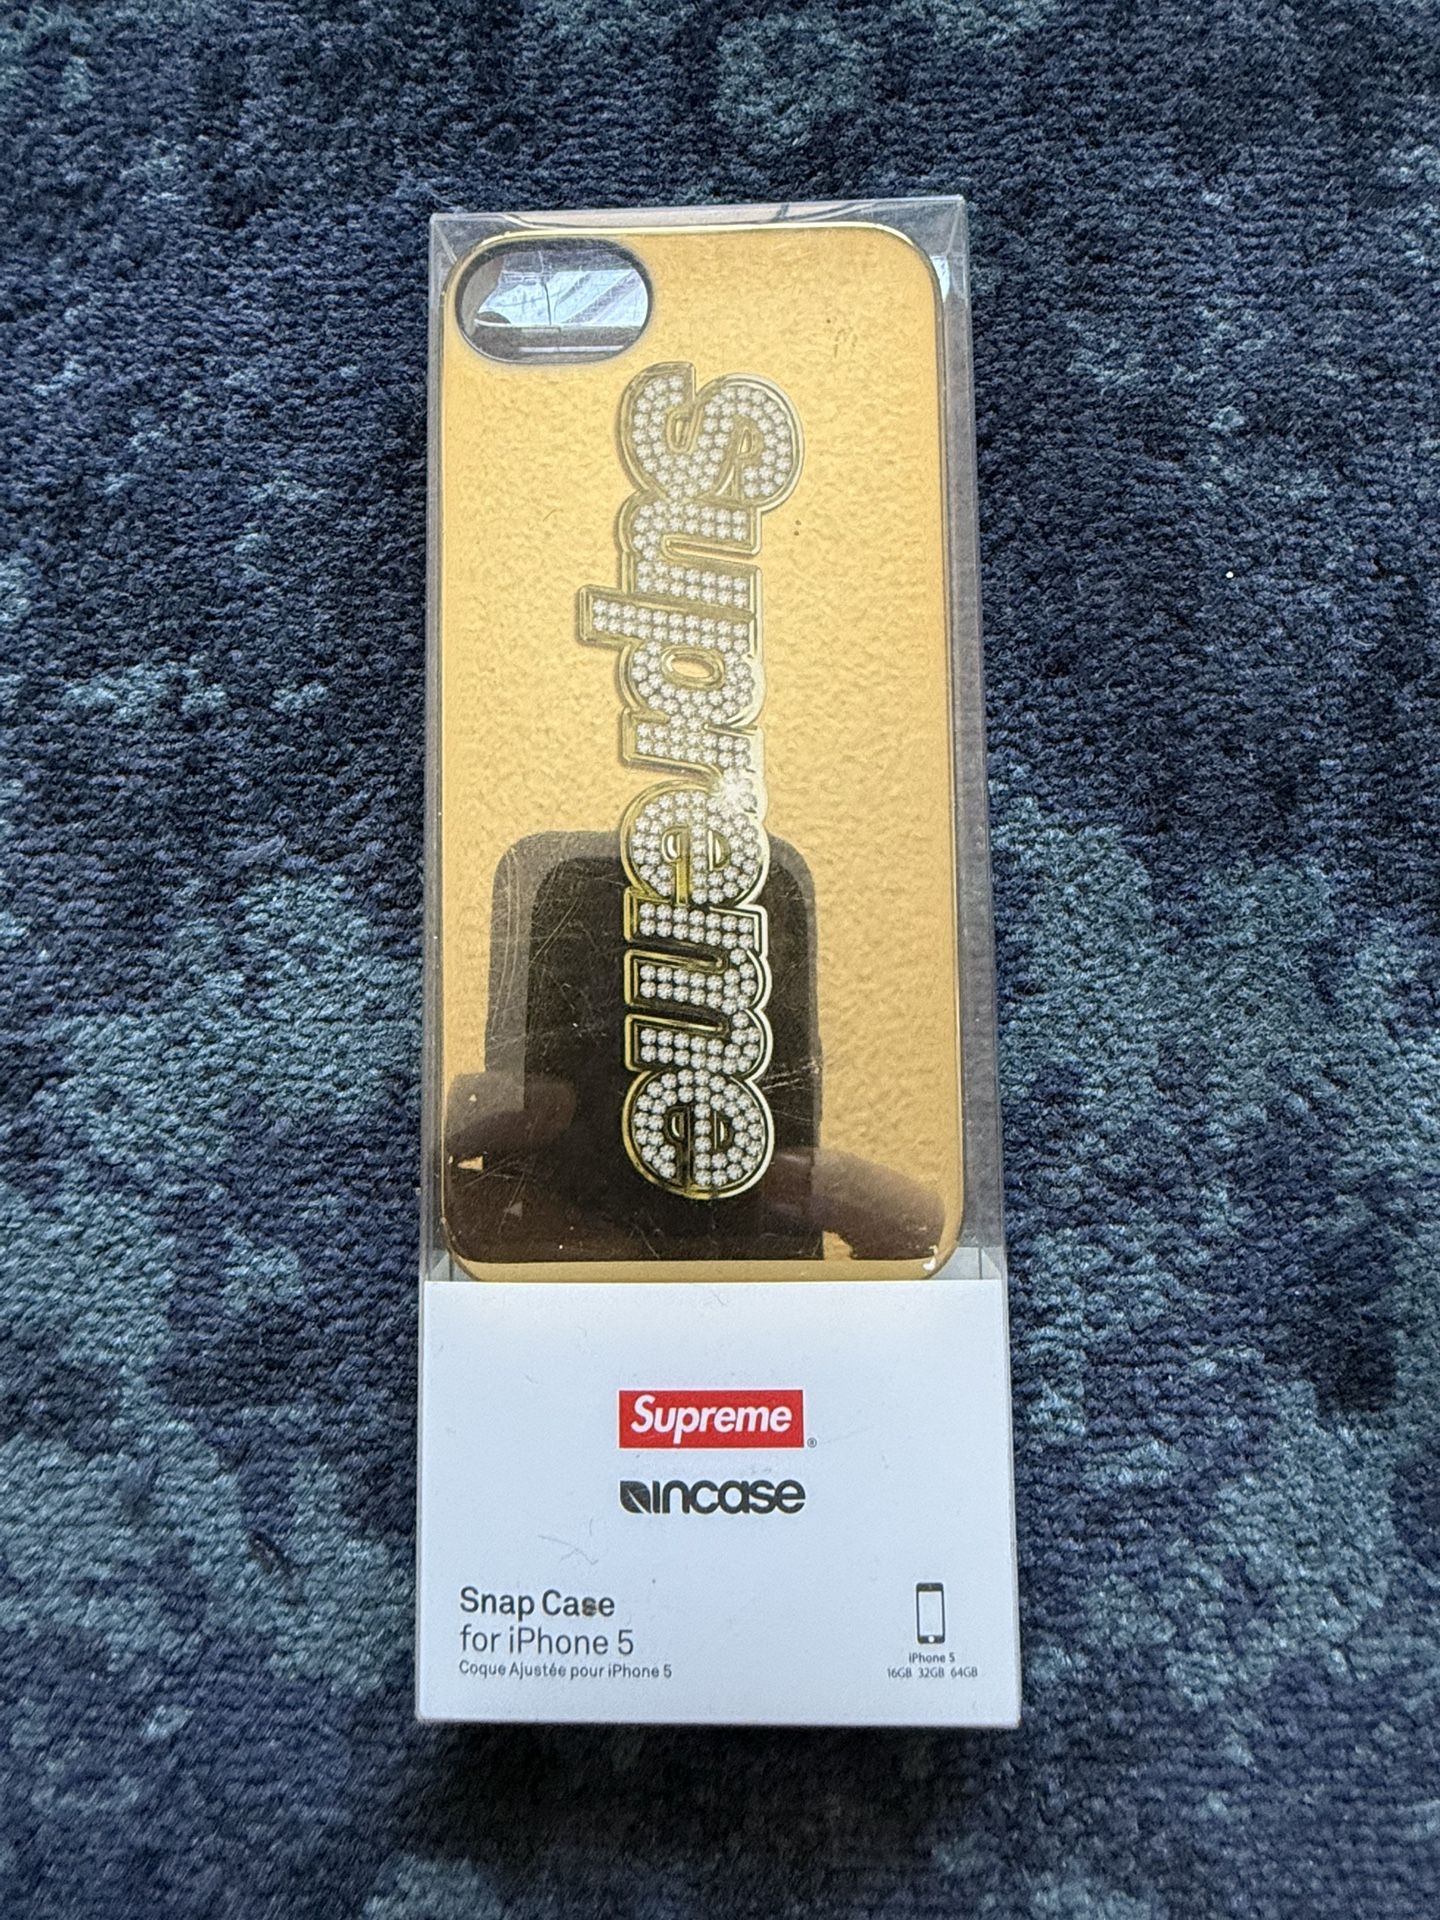 Supreme
Supreme®
incase
Snap Case
for iPhone 5
Coque Ajustée pour iPhone 5
iPhone 5
16GB 32GB 64GB